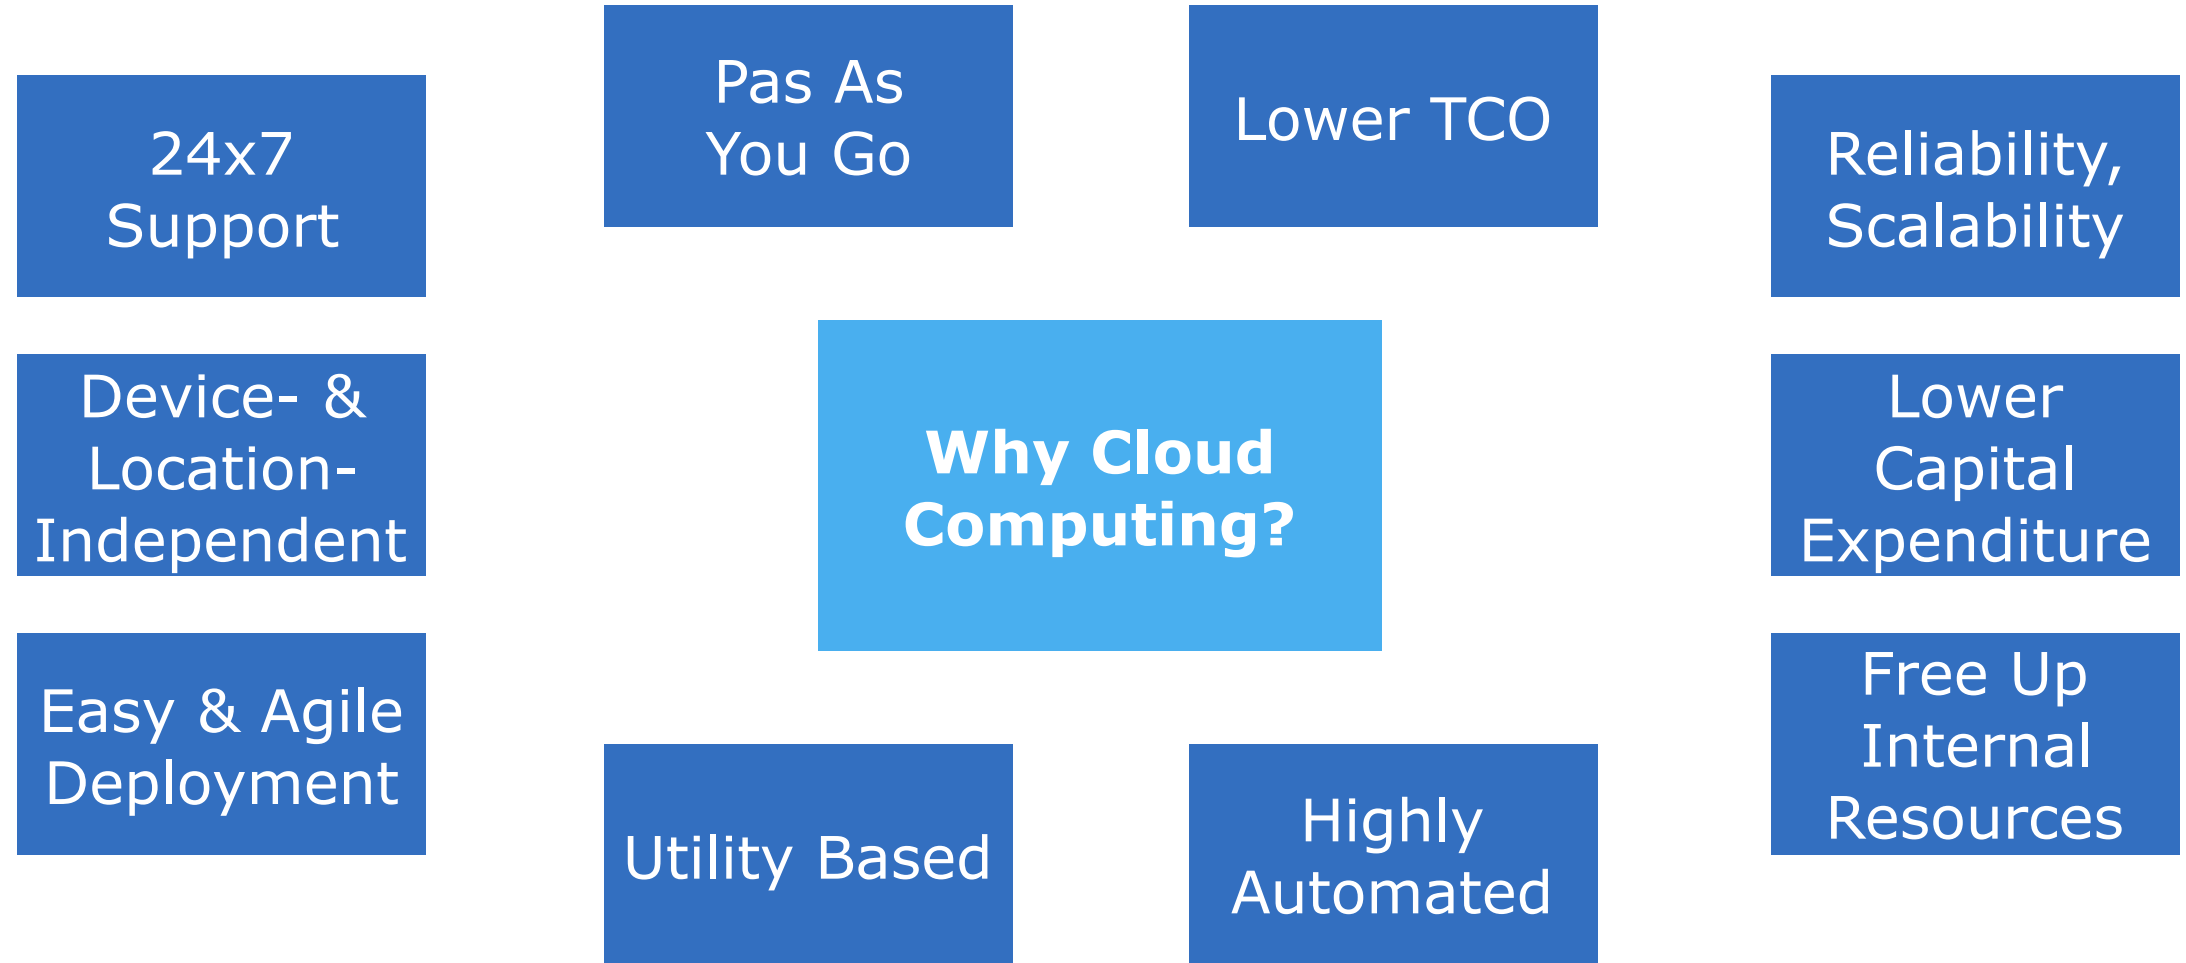 Pas As
You Go
Lower TCO
24x7
Support
Reliability,
Scalability
Device- &
Location-
Independent
Why Cloud
Computing?
Lower
Capital
Expenditure
Easy & Agile
Deployment
Free Up
Internal
Resources
Utility Based
Highly
Automated